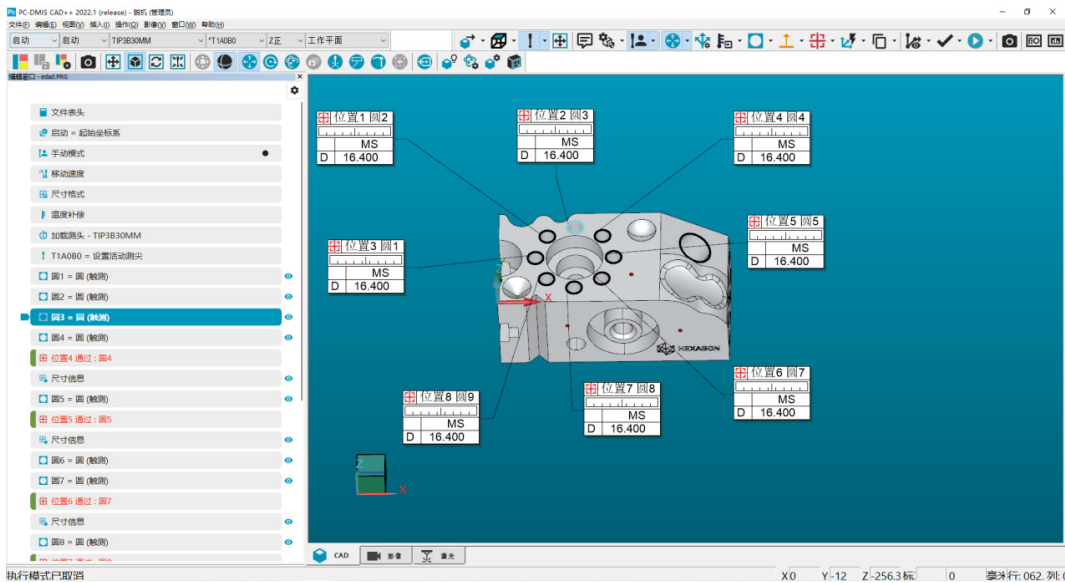 PC-DMIS CAD++ 2022.1 (release) - 脱机 (管理员)
文件(F) 编辑(E) 视图(V) 插入(I) 操作(O) 影像(V) 窗口(W) 帮助(H)
启动 启动 TIP3B30MM *T1A0B0 Z正 工作平面
编辑窗口 - edad.PRG
文件表头
启动 = 起始坐标系
手动模式
移动速度
尺寸格式
温度补偿
加载测头 - TIP3B30MM
T1A0B0 = 设置活动测尖
圆1 = 圆 (触测)
圆2 = 圆 (触测)
圆3 = 圆 (触测)
圆4 = 圆 (触测)
位置4 通过 : 圆4
尺寸信息
圆5 = 圆 (触测)
位置5 通过 : 圆5
尺寸信息
圆6 = 圆 (触测)
圆7 = 圆 (触测)
位置6 通过 : 圆7
尺寸信息
圆8 = 圆 (触测)
位置1 圆2
MS
D 16.400
位置2 圆3
MS
D 16.400
位置4 圆4
MS
D 16.400
位置3 圆1
MS
D 16.400
位置5 圆5
MS
D 16.400
X
HEXAGON
位置8 圆9
MS
D 16.400
位置7 圆8
MS
D 16.400
位置6 圆7
MS
D 16.400
Z
X
CAD 影像 激光
执行模式已取消
X0 Y-12 Z-256.3标 0 毫米行: 062, 列: 0